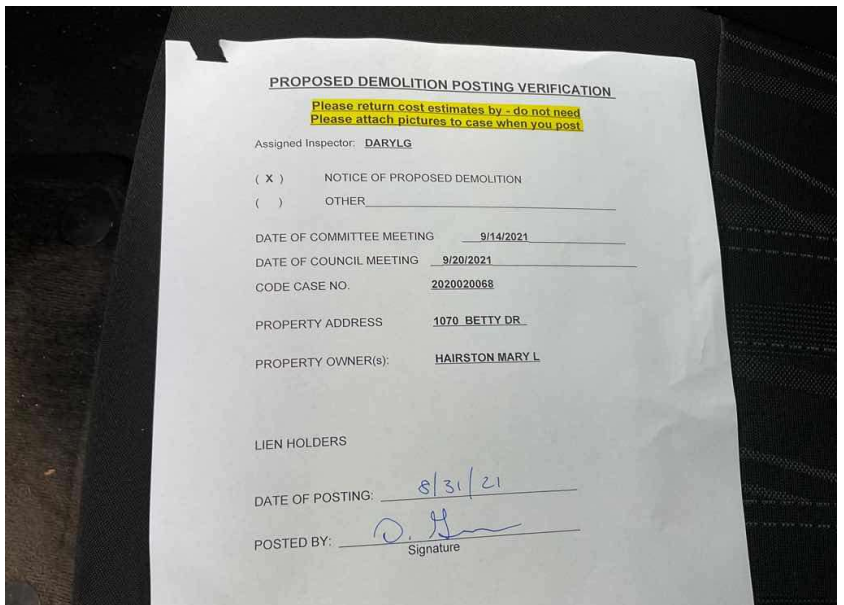 PROPOSED DEMOLITION POSTING VERIFICATION
Please return cost estimates by - do not need
Please attach pictures to case when you post
Assigned Inspector: DARYLG
( X ) NOTICE OF PROPOSED DEMOLITION
( ) OTHER
DATE OF COMMITTEE MEETING 9/14/2021
DATE OF COUNCIL MEETING 9/20/2021
CODE CASE NO. 2020020068
PROPERTY ADDRESS 1070 BETTY DR
PROPERTY OWNER(s): HAIRSTON MARY L
LIEN HOLDERS
DATE OF POSTING: 8/31/21
POSTED BY: D.
Signature